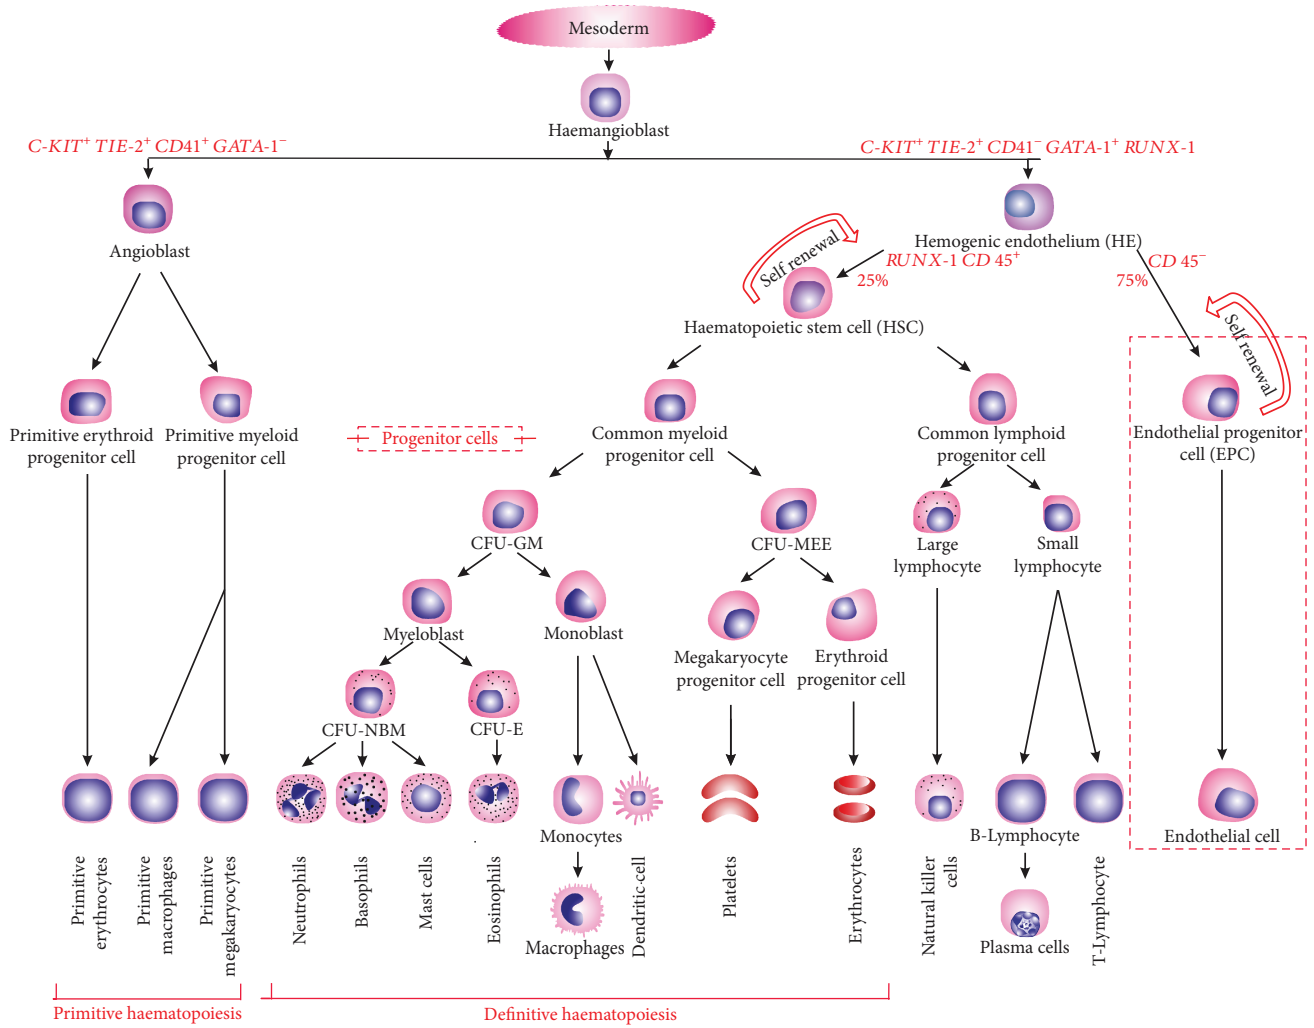 Mesoderm
Haemangioblast
C-KIT⁺ TIE-2⁺ CD41⁺ GATA-1⁻
C-KIT⁺ TIE-2⁺ CD41⁻ GATA-1⁺ RUNX-1
Angioblast
Hemogenic endothelium (HE)
Self renewal
RUNX-1 CD 45⁺
25%
CD 45⁻
75%
Haematopoietic stem cell (HSC)
Self renewal
Primitive erythroid
progenitor cell
Primitive myeloid
progenitor cell
Progenitor cells
Common myeloid
progenitor cell
Common lymphoid
progenitor cell
Endothelial progenitor
cell (EPC)
CFU-GM
CFU-MEE
Large
lymphocyte
Small
lymphocyte
Myeloblast
Monoblast
Megakaryocyte
progenitor cell
Erythroid
progenitor cell
CFU-NBM
CFU-E
Monocytes
B-Lymphocyte
Endothelial cell
Primitive
erythrocytes
Primitive
macrophages
Primitive
megakaryocytes
Neutrophils
Basophils
Mast cells
Eosinophils
Macrophages
Dendritic-cell
Platelets
Erythrocytes
Natural killer
cells
Plasma cells
T-Lymphocyte
Primitive haematopoiesis
Definitive haematopoiesis